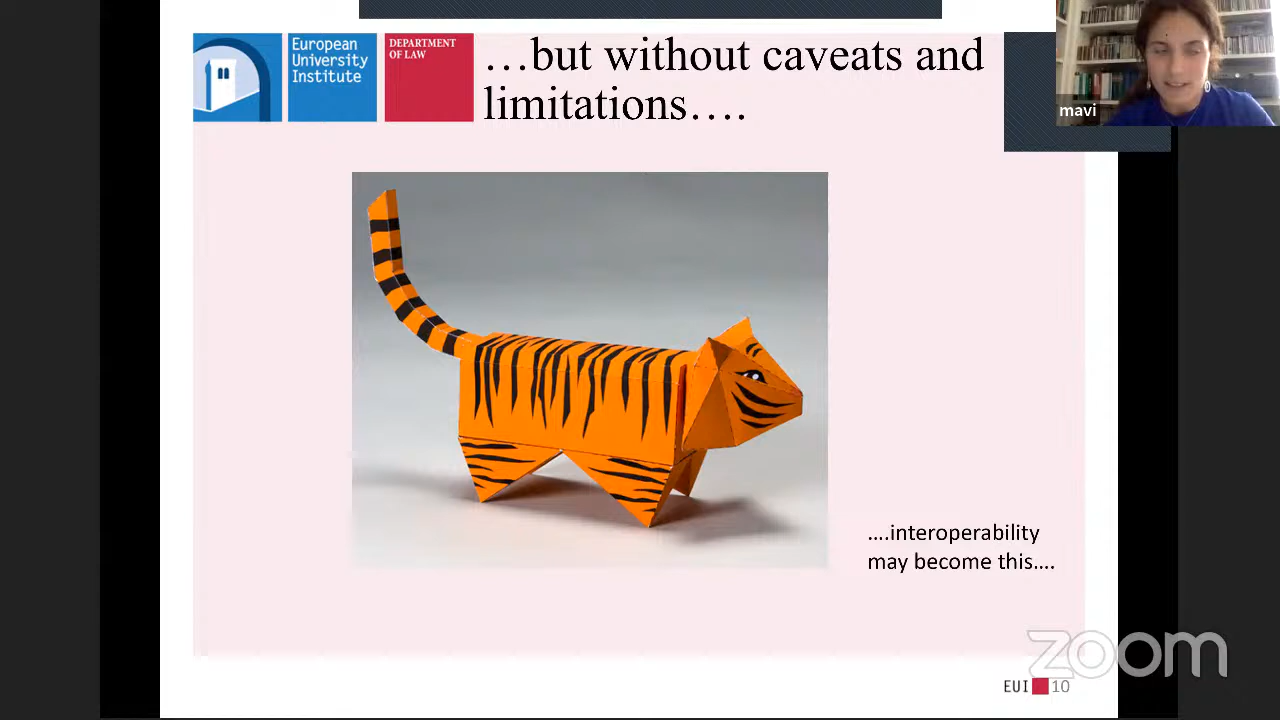 European
University
Institute
DEPARTMENT
OF LAW
…but without caveats and
limitations….
mavi
….interoperability
may become this….
zoom
EUI 10